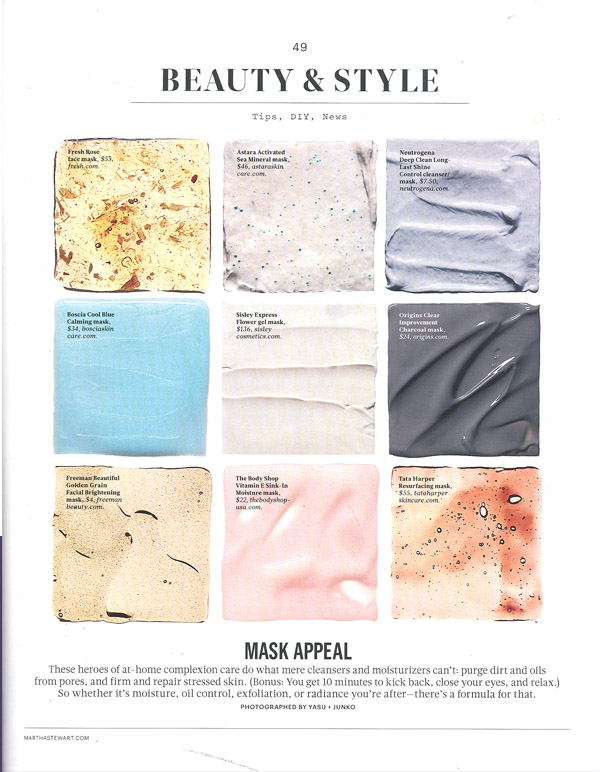 49
BEAUTY & STYLE
Tips, DIY, News
Fresh Rose
face mask, $53,
fresh.com.
Astara Activated
Sea Mineral mask,
$46, astaraskin
care.com.
Neutrogena
Deep Clean Long-
Last Shine
Control cleanser/
mask, $7.50,
neutrogena.com.
Boscia Cool Blue
Calming mask,
$34, bosciaskin
care.com.
Sisley Express
Flower gel mask,
$136, sisley
cosmetics.com.
Origins Clear
Improvement
Charcoal mask,
$24, origins.com.
Freeman Beautiful
Golden Grain
Facial Brightening
mask, $4, freeman
beauty.com.
The Body Shop
Vitamin E Sink-In
Moisture mask,
$22, thebodyshop-
usa.com.
Tata Harper
Resurfacing mask,
$55, tataharper
skincare.com.
MASK APPEAL
These heroes of at-home complexion care do what mere cleansers and moisturizers can't: purge dirt and oils
from pores, and firm and repair stressed skin. (Bonus: You get 10 minutes to kick back, close your eyes, and relax.)
So whether it's moisture, oil control, exfoliation, or radiance you're after—there's a formula for that.
PHOTOGRAPHED BY YASU + JUNKO
MARTHASTEWART.COM